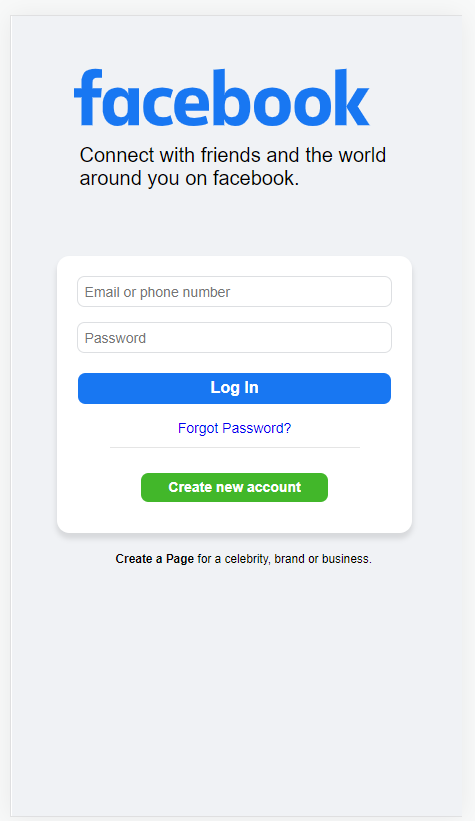 facebook
Connect with friends and the world
around you on facebook.
Email or phone number
Password
Log In
Forgot Password?
Create new account
Create a Page for a celebrity, brand or business.